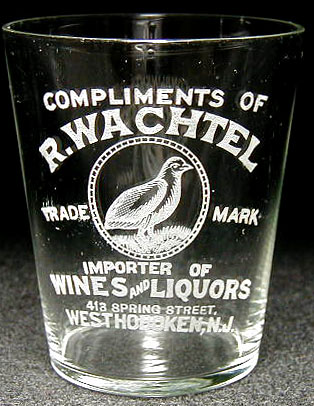 COMPLIMENTS OF
R. WACHTEL
TRADE MARK
IMPORTER OF
WINES AND LIQUORS
413 SPRING STREET,
WEST HOBOKEN, N.J.